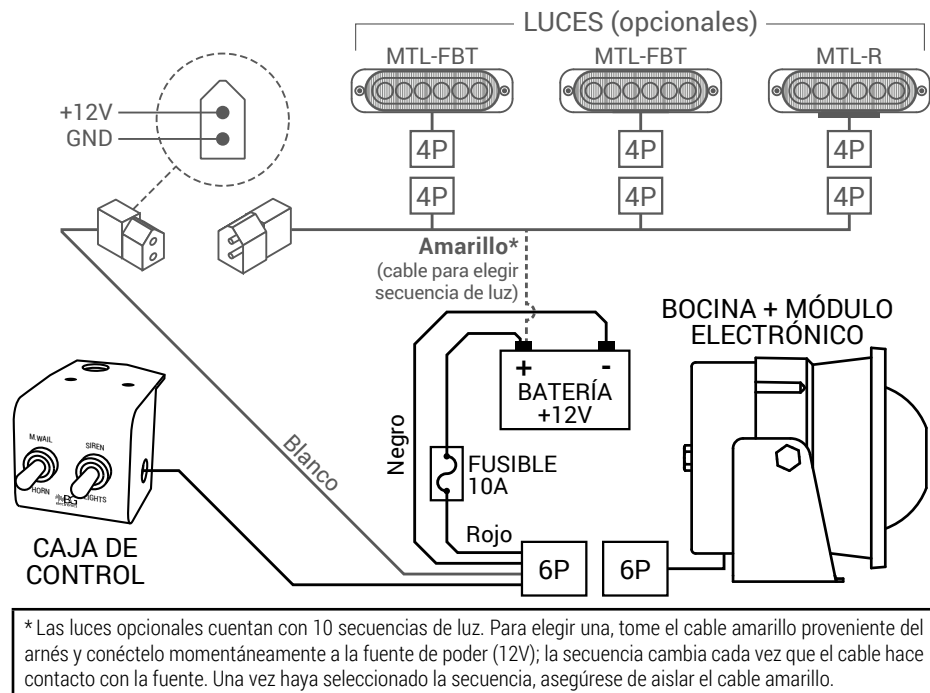 LUCES (opcionales)
MTL-FBT
MTL-FBT
MTL-R
+12V
GND
4P
4P
4P
4P
4P
4P
Amarillo*
(cable para elegir
secuencia de luz)
BOCINA + MÓDULO
ELECTRÓNICO
+ -
BATERÍA
+12V
Negro
FUSIBLE
10A
Rojo
Blanco
M.WAIL
SIREN
HORN
LIGHTS
BG
CAJA DE
CONTROL
6P
6P
* Las luces opcionales cuentan con 10 secuencias de luz. Para elegir una, tome el cable amarillo proveniente del
arnés y conéctelo momentáneamente a la fuente de poder (12V); la secuencia cambia cada vez que el cable hace
contacto con la fuente. Una vez haya seleccionado la secuencia, asegúrese de aislar el cable amarillo.